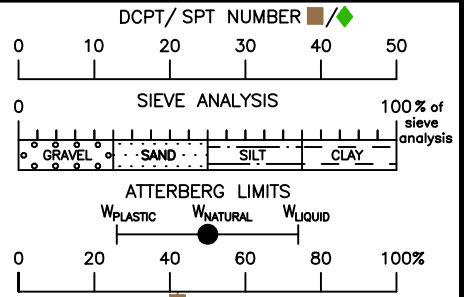 DCPT/ SPT NUMBER /
0 10 20 30 40 50
SIEVE ANALYSIS
0 100 % of
sieve
analysis
GRAVEL SAND SILT CLAY
ATTERBERG LIMITS
WPLASTIC WNATURAL WLIQUID
0 20 40 60 80 100%